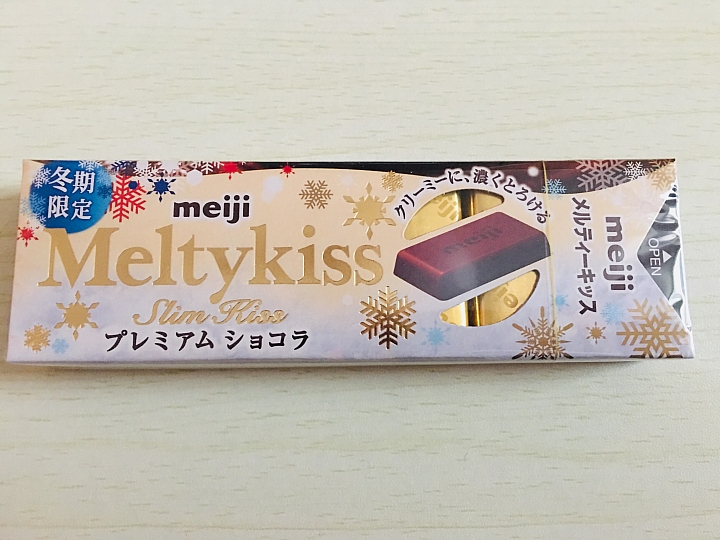 冬期
限定
meiji
Meltykiss
Slim Kiss
プレミアム ショコラ
クリーミーに、濃くとろける
meiji
meiji
メルティーキッス
OPEN